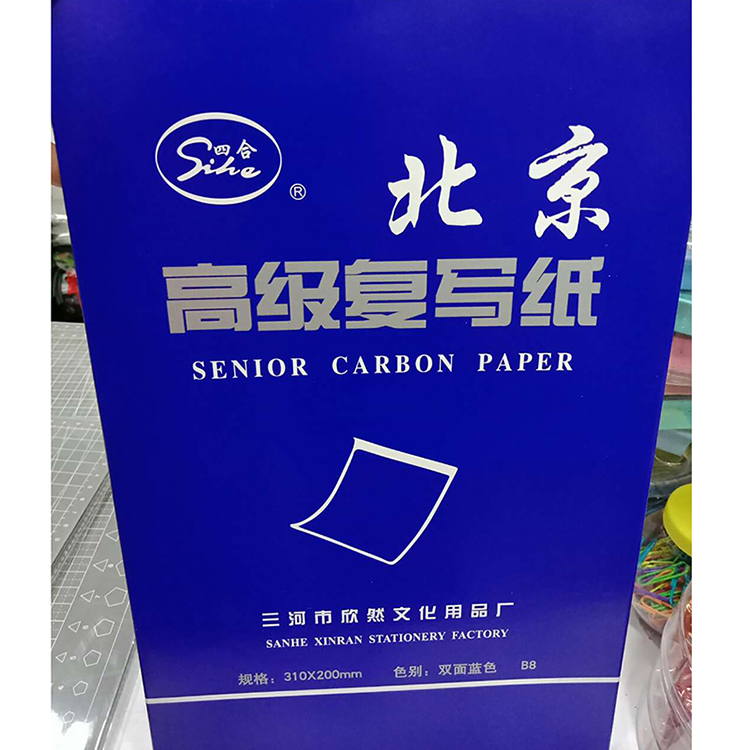 四合
Sihe
®
北京
高级复写纸
SENIOR CARBON PAPER
三河市欣然文化用品厂
SANHE XINRAN STATIONERY FACTORY
规格：310X200mm 色别：双面蓝色 B8